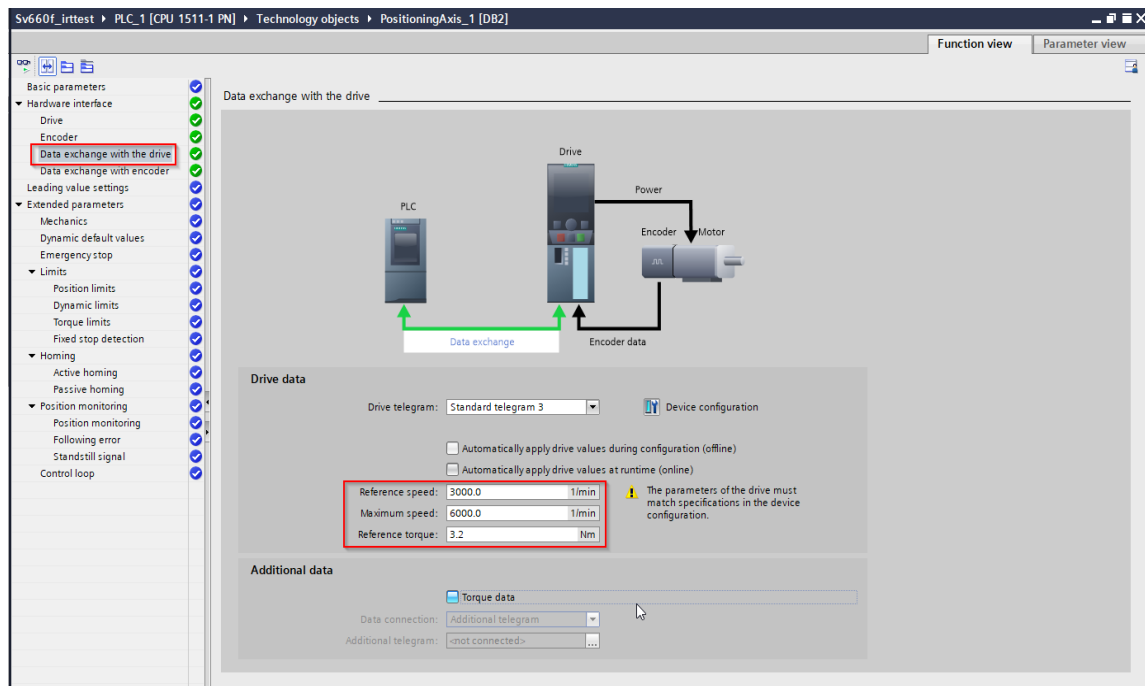 Sv660f_irttest ▸ PLC_1 [CPU 1511-1 PN] ▸ Technology objects ▸ PositioningAxis_1 [DB2]
Function view
Parameter view
Basic parameters
Hardware interface
Drive
Encoder
Data exchange with the drive
Data exchange with encoder
Leading value settings
Extended parameters
Mechanics
Dynamic default values
Emergency stop
Limits
Position limits
Dynamic limits
Torque limits
Fixed stop detection
Homing
Active homing
Passive homing
Position monitoring
Position monitoring
Following error
Standstill signal
Control loop
Data exchange with the drive
Drive
Power
PLC
Encoder
Motor
Data exchange
Encoder data
Drive data
Drive telegram: Standard telegram 3
Device configuration
Automatically apply drive values during configuration (offline)
Automatically apply drive values at runtime (online)
Reference speed: 3000.0 1/min
Maximum speed: 6000.0 1/min
Reference torque: 3.2 Nm
The parameters of the drive must
match specifications in the device
configuration.
Additional data
Torque data
Data connection: Additional telegram
Additional telegram: <not connected> ...